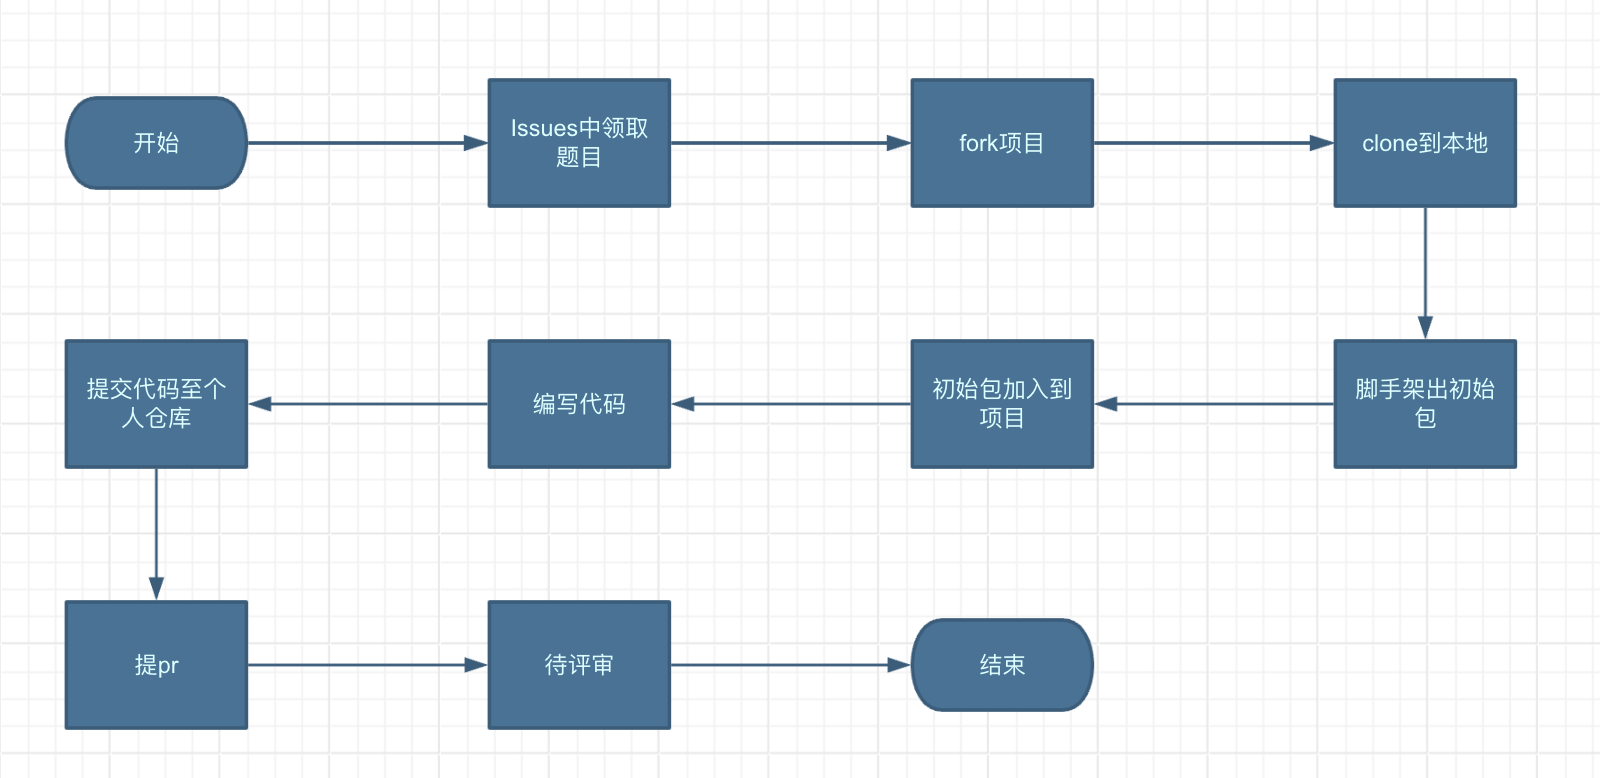 开始
Issues中领取
题目
fork项目
clone到本地
脚手架出初始
包
初始包加入到
项目
编写代码
提交代码至个
人仓库
提pr
待评审
结束